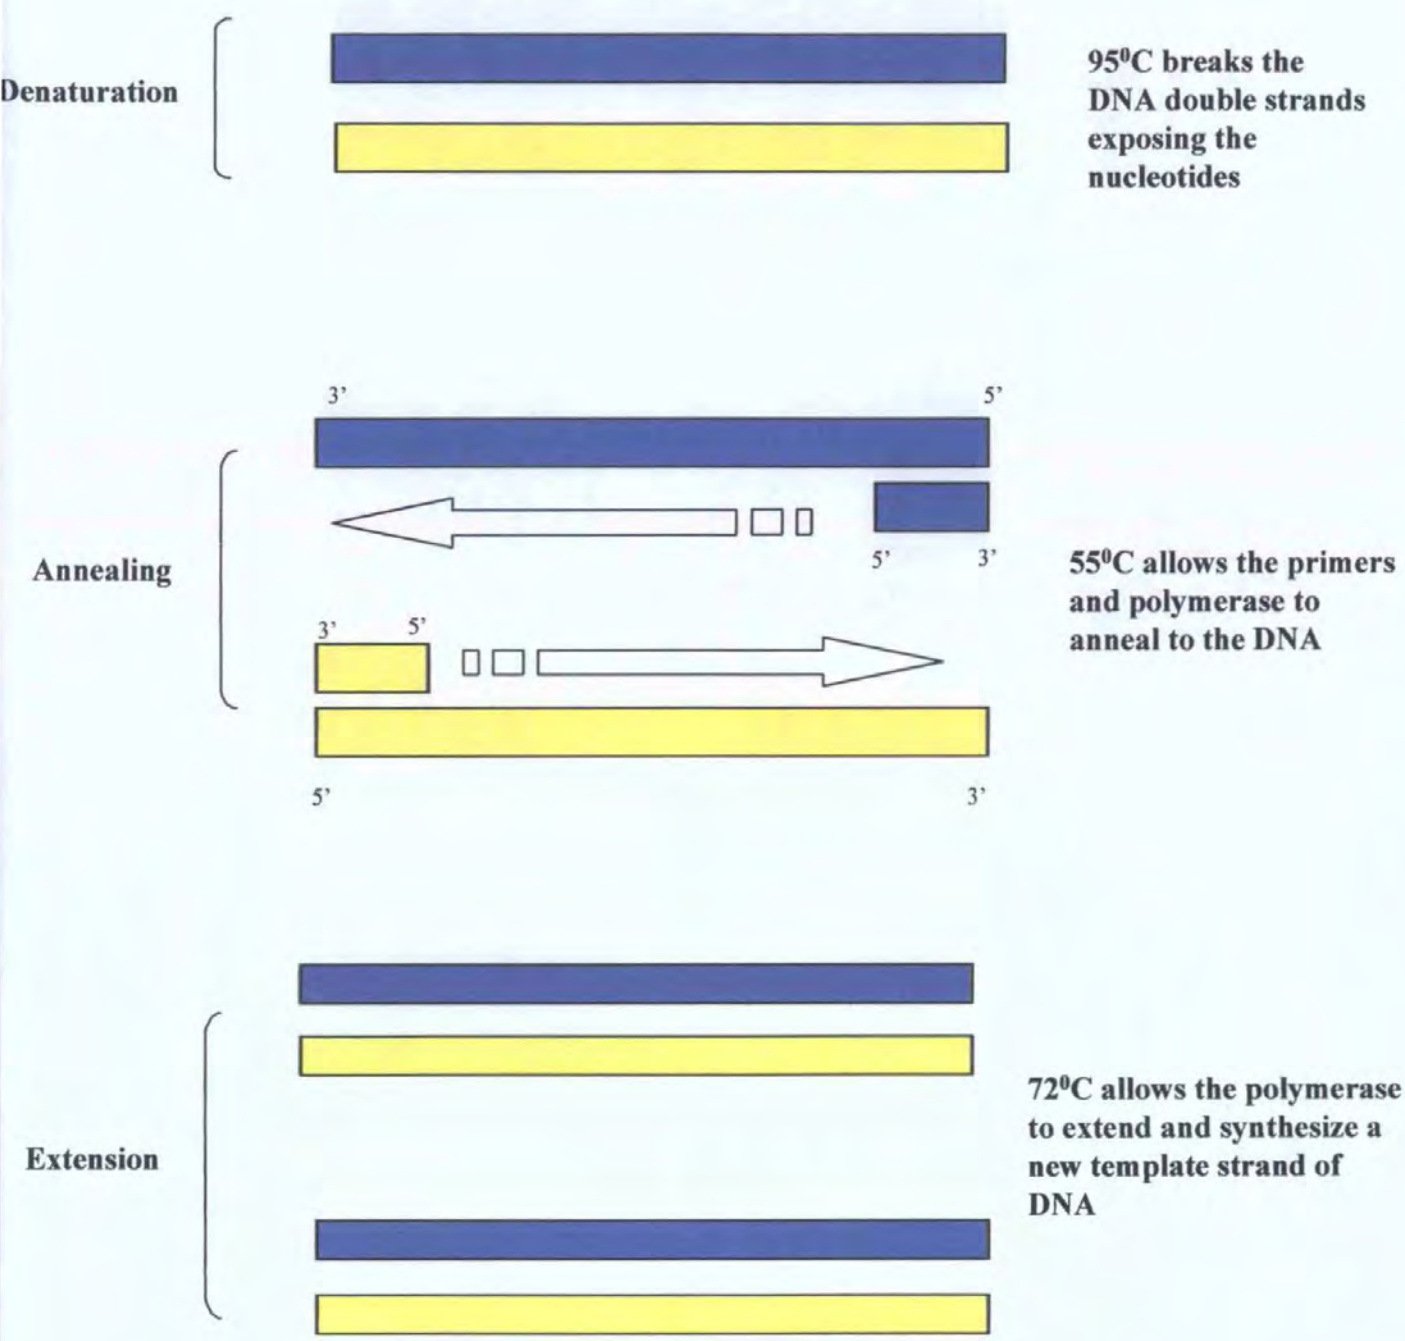 Denaturation
95⁰C breaks the
DNA double strands
exposing the
nucleotides
3’ 5’
5’ 3’
Annealing
55⁰C allows the primers
and polymerase to
anneal to the DNA
3’ 5’
5’ 3’
Extension
72⁰C allows the polymerase
to extend and synthesize a
new template strand of
DNA